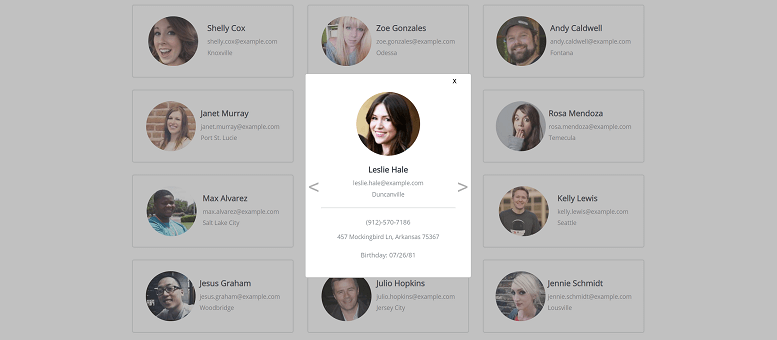 Shelly Cox
shelly.cox@example.com
Knoxville
Zoe Gonzales
zoe.gonzales@example.com
Odessa
Andy Caldwell
andy.caldwell@example.com
Fontana
Janet Murray
janet.murray@example.com
Port St. Lucie
X
Leslie Hale
leslie.hale@example.com
Duncanville
<
>
(912)-570-7186
457 Mockingbird Ln, Arkansas 75367
Birthday: 07/26/81
Rosa Mendoza
rosa.mendoza@example.com
Temecula
Max Alvarez
max.alvarez@example.com
Salt Lake City
Kelly Lewis
kelly.lewis@example.com
Seattle
Jesus Graham
jesus.graham@example.com
Woodbridge
Julio Hopkins
julio.hopkins@example.com
Jersey City
Jennie Schmidt
jennie.schmidt@example.com
Lousville